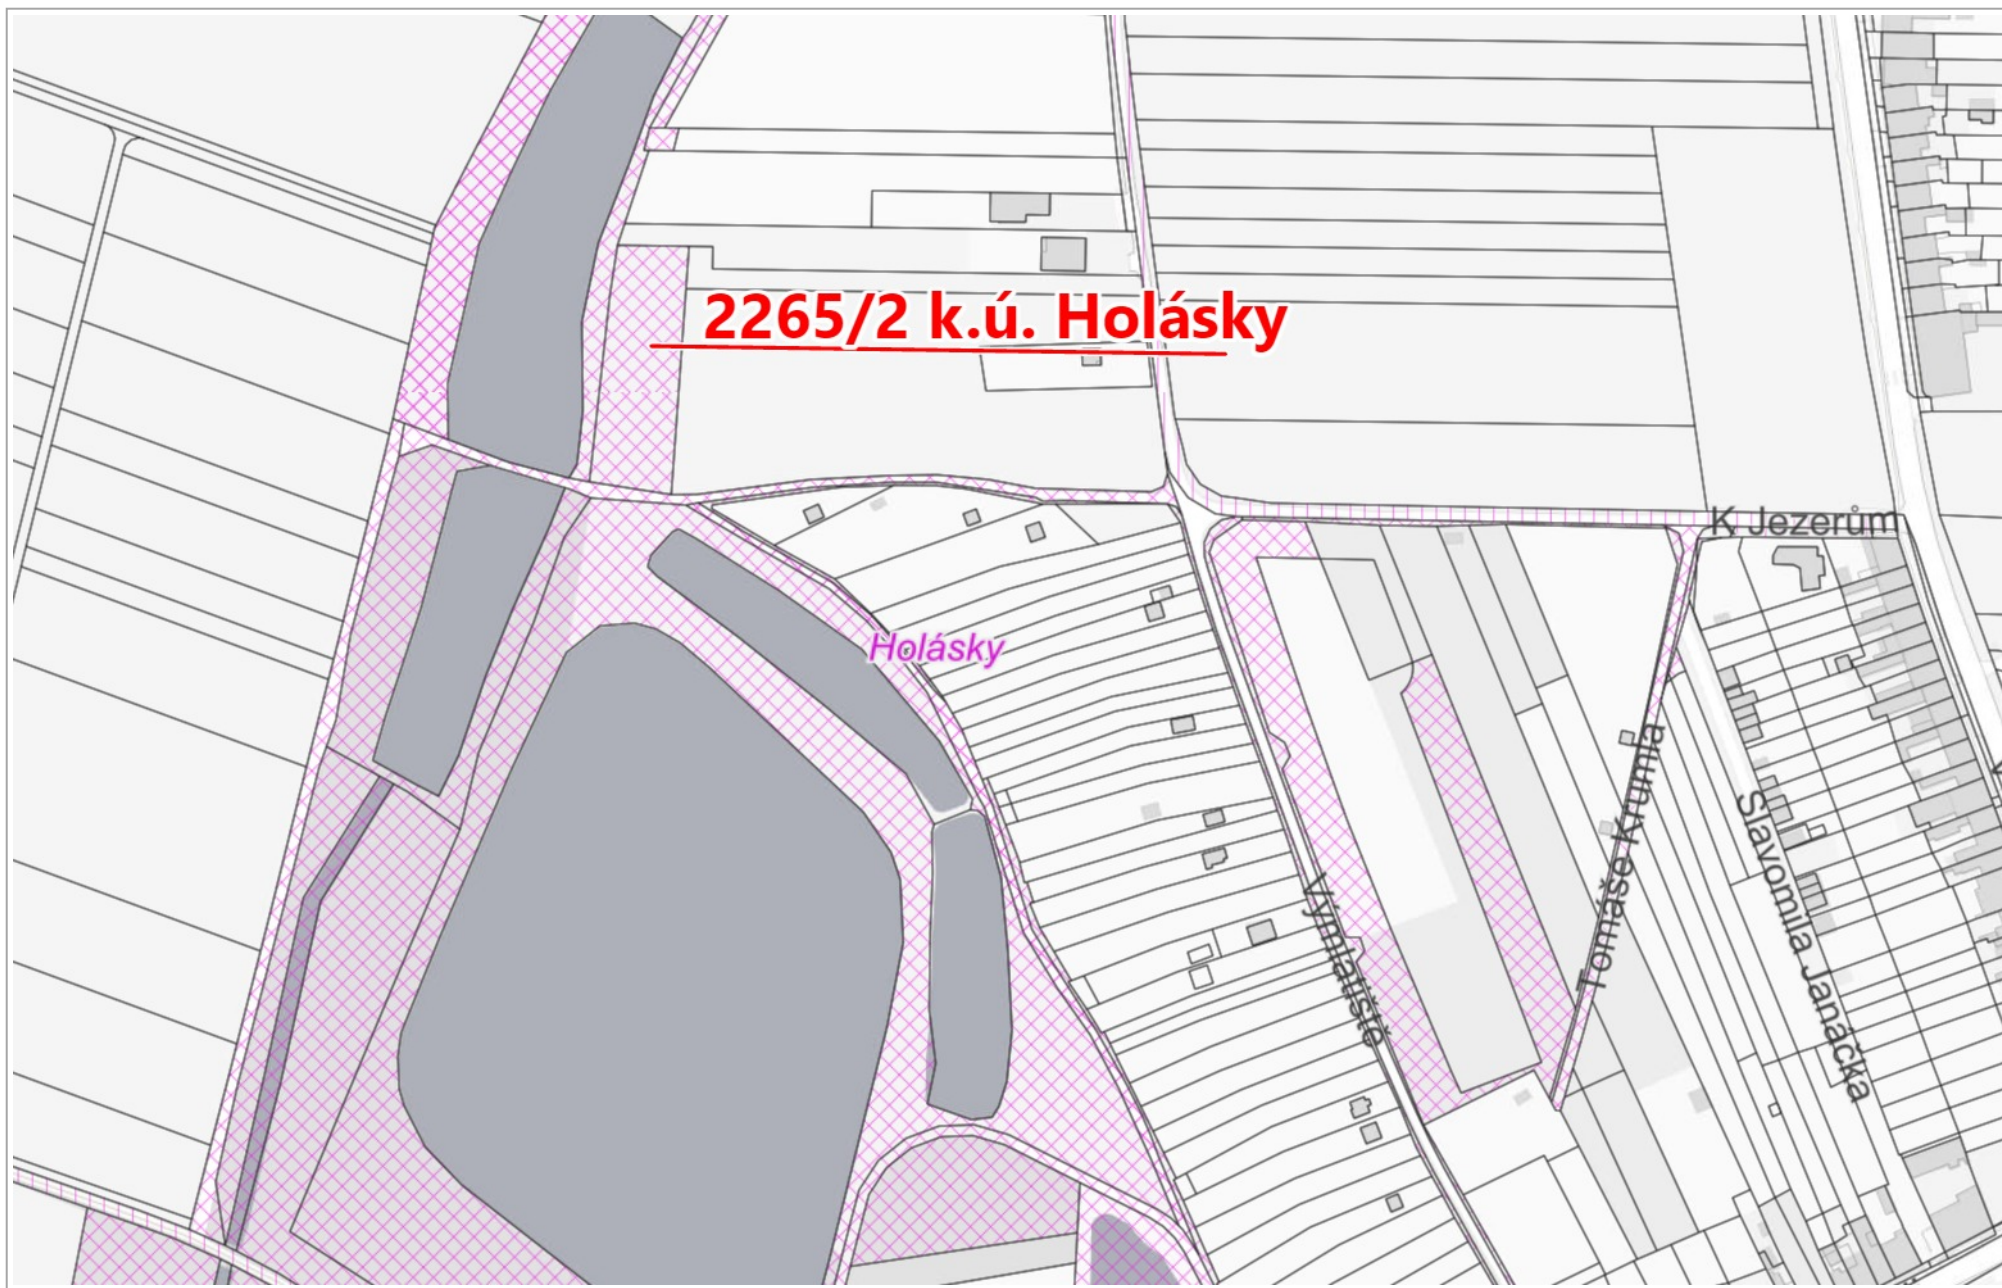 2265/2 k.ú. Holásky
K Jezerům
Holásky
Tomáše Krumla
Slavomila Janáčka
Výmlatiště